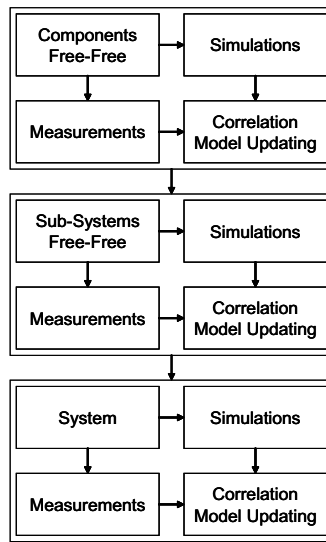 Components
Free-Free
Simulations
Measurements
Correlation
Model Updating
Sub-Systems
Free-Free
Simulations
Measurements
Correlation
Model Updating
System
Simulations
Measurements
Correlation
Model Updating